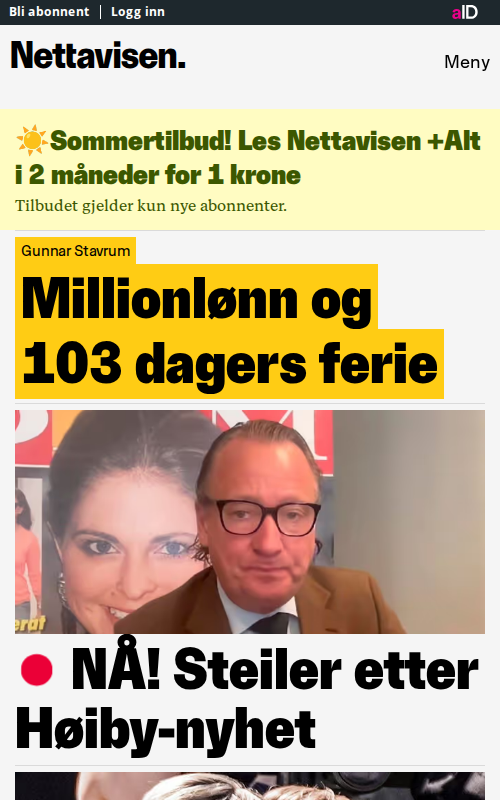 Bli abonnent | Logg inn
aID
Nettavisen.
Meny
Sommertilbud! Les Nettavisen +Alt
i 2 måneder for 1 krone
Tilbudet gjelder kun nye abonnenter.
Gunnar Stavrum
Millionlønn og
103 dagers ferie
erat
NÅ! Steiler etter
Høiby-nyhet